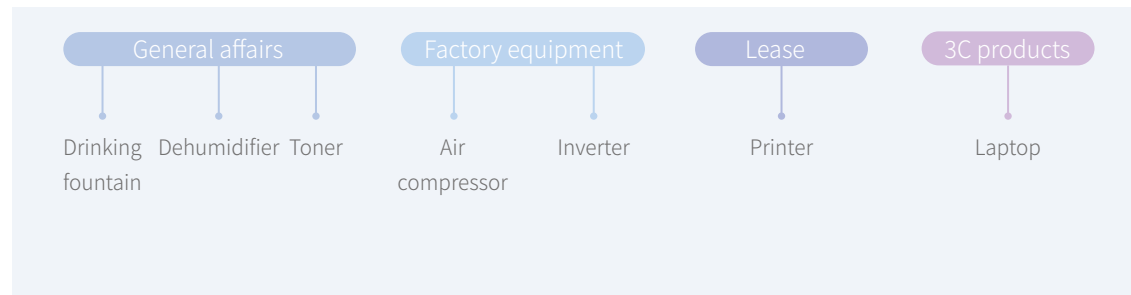 General affairs
Factory equipment
Lease
3C products
Drinking
fountain
Dehumidifier
Toner
Air
compressor
Inverter
Printer
Laptop